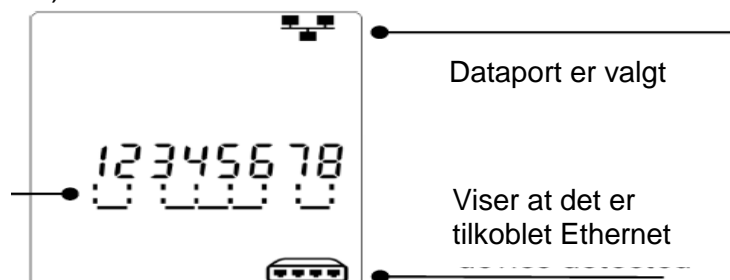 Dataport er valgt
12345678
Viser at det er
tilkoblet Ethernet